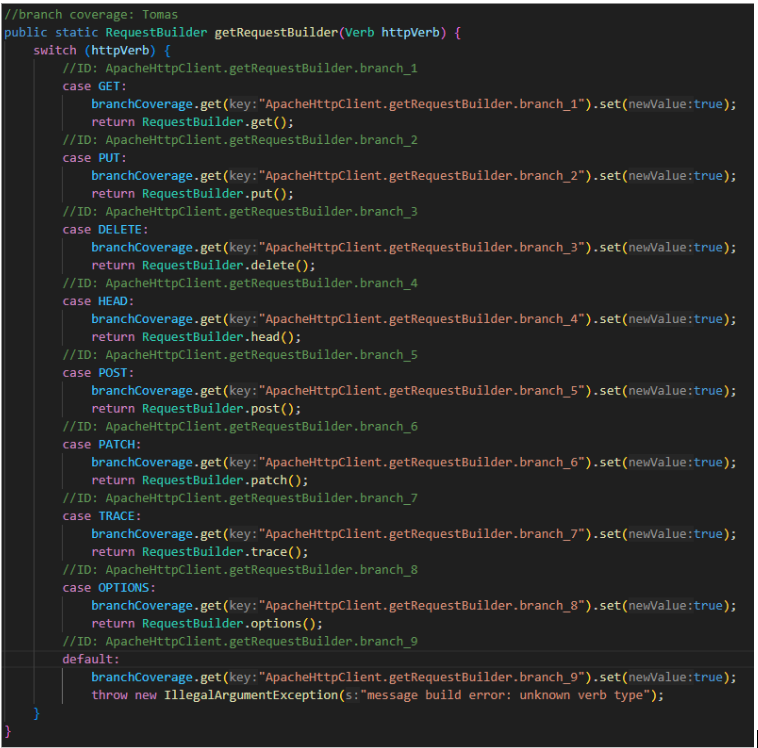 //branch coverage: Tomas
public static RequestBuilder getRequestBuilder(Verb httpVerb) {
switch (httpVerb) {
//ID: ApacheHttpClient.getRequestBuilder.branch_1
case GET:
branchCoverage.get(key:"ApacheHttpClient.getRequestBuilder.branch_1").set(newValue:true);
return RequestBuilder.get();
//ID: ApacheHttpClient.getRequestBuilder.branch_2
case PUT:
branchCoverage.get(key:"ApacheHttpClient.getRequestBuilder.branch_2").set(newValue:true);
return RequestBuilder.put();
//ID: ApacheHttpClient.getRequestBuilder.branch_3
case DELETE:
branchCoverage.get(key:"ApacheHttpClient.getRequestBuilder.branch_3").set(newValue:true);
return RequestBuilder.delete();
//ID: ApacheHttpClient.getRequestBuilder.branch_4
case HEAD:
branchCoverage.get(key:"ApacheHttpClient.getRequestBuilder.branch_4").set(newValue:true);
return RequestBuilder.head();
//ID: ApacheHttpClient.getRequestBuilder.branch_5
case POST:
branchCoverage.get(key:"ApacheHttpClient.getRequestBuilder.branch_5").set(newValue:true);
return RequestBuilder.post();
//ID: ApacheHttpClient.getRequestBuilder.branch_6
case PATCH:
branchCoverage.get(key:"ApacheHttpClient.getRequestBuilder.branch_6").set(newValue:true);
return RequestBuilder.patch();
//ID: ApacheHttpClient.getRequestBuilder.branch_7
case TRACE:
branchCoverage.get(key:"ApacheHttpClient.getRequestBuilder.branch_7").set(newValue:true);
return RequestBuilder.trace();
//ID: ApacheHttpClient.getRequestBuilder.branch_8
case OPTIONS:
branchCoverage.get(key:"ApacheHttpClient.getRequestBuilder.branch_8").set(newValue:true);
return RequestBuilder.options();
//ID: ApacheHttpClient.getRequestBuilder.branch_9
default:
branchCoverage.get(key:"ApacheHttpClient.getRequestBuilder.branch_9").set(newValue:true);
throw new IllegalArgumentException(s:"message build error: unknown verb type");
}
}